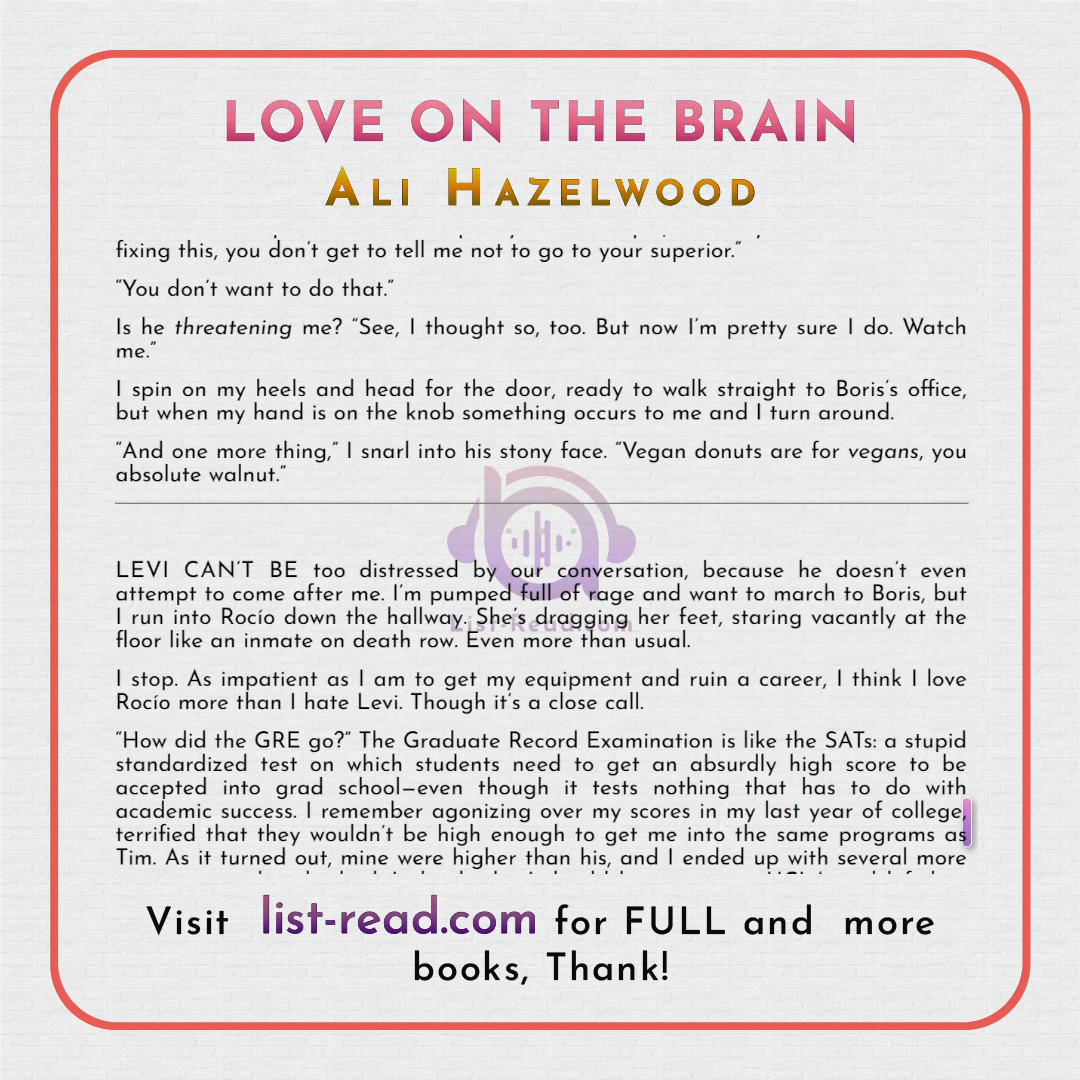 LOVE ON THE BRAIN
ALI HAZELWOOD
fixing this, you don't get to tell me not to go to your superior."
"You don't want to do that."
Is he threatening me? "See, I thought so, too. But now I'm pretty sure I do. Watch
me."
I spin on my heels and head for the door, ready to walk straight to Boris's office,
but when my hand is on the knob something occurs to me and I turn around.
"And one more thing," I snarl into his stony face. "Vegan donuts are for vegans, you
absolute walnut."
LEVI CAN'T BE too distressed by our conversation, because he doesn't even
attempt to come after me. I'm pumped full of rage and want to march to Boris, but
I run into Rocío down the hallway. She's dragging her feet, staring vacantly at the
List-Read.com
floor like an inmate on death row. Even more than usual.
I stop. As impatient as I am to get my equipment and ruin a career, I think I love
Rocío more than I hate Levi. Though it's a close call.
"How did the GRE go?" The Graduate Record Examination is like the SATs: a stupid
standardized test on which students need to get an absurdly high score to be
accepted into grad school—even though it tests nothing that has to do with
academic success. I remember agonizing over my scores in my last year of college,
terrified that they wouldn't be high enough to get me into the same programs as
Tim. As it turned out, mine were higher than his, and I ended up with several more
Visit list-read.com for FULL and more
books, Thank!